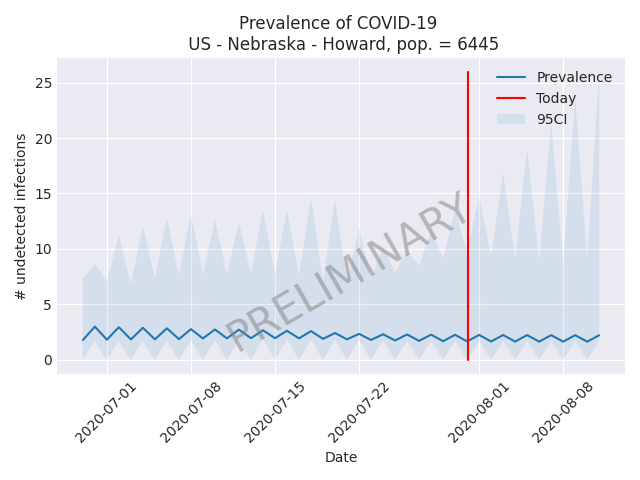 Prevalence of COVID-19
US - Nebraska - Howard, pop. = 6445
# undetected infections
25
20
15
10
5
0
Prevalence
Today
95CI
PRELIMINARY
2020-07-01
2020-07-08
2020-07-15
2020-07-22
2020-08-01
2020-08-08
Date